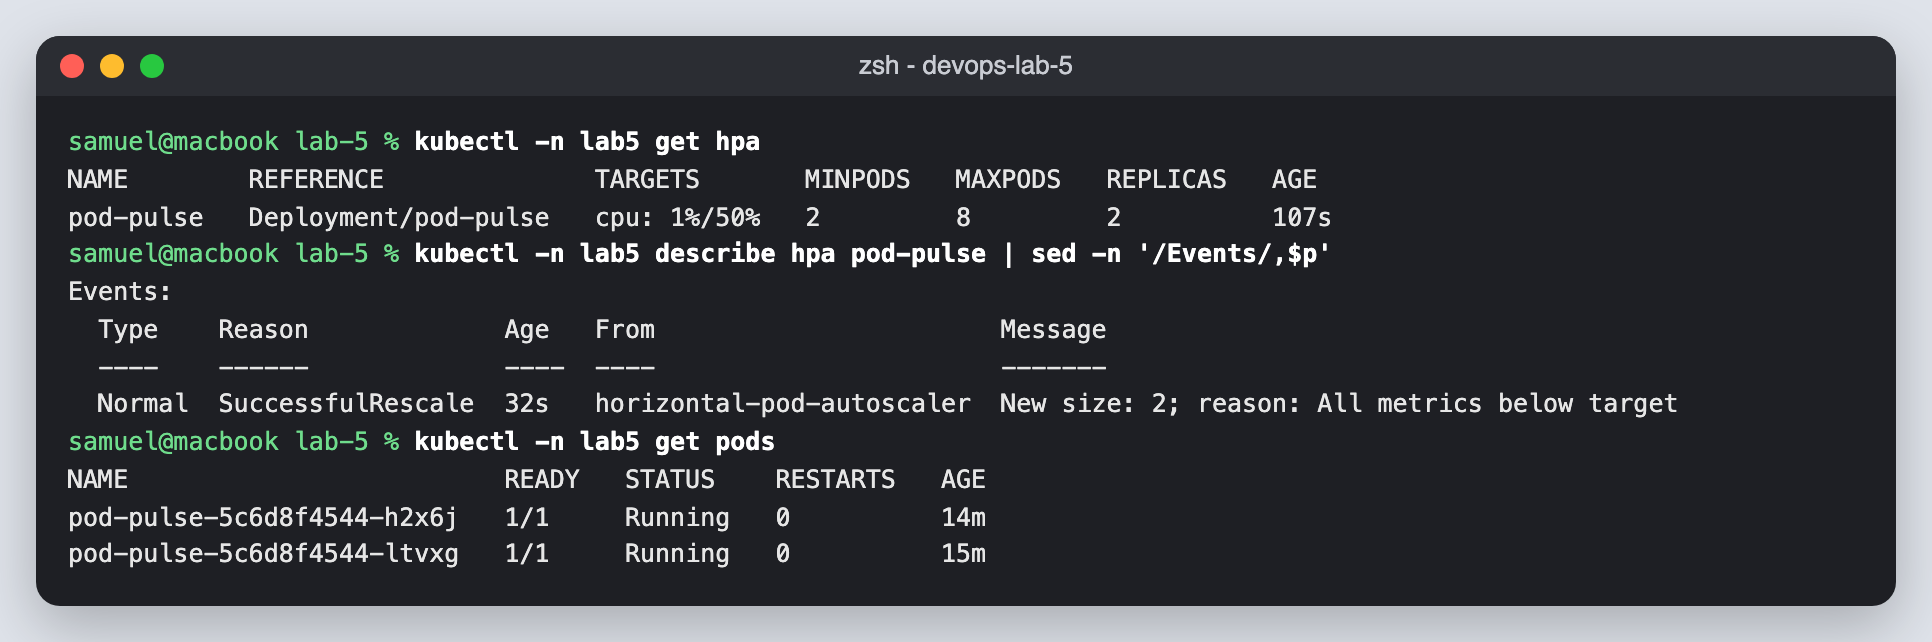 zsh - devops-lab-5
samuel@macbook lab-5 % kubectl -n lab5 get hpa
NAME        REFERENCE              TARGETS       MINPODS   MAXPODS   REPLICAS   AGE
pod-pulse   Deployment/pod-pulse   cpu: 1%/50%   2         8         2          107s
samuel@macbook lab-5 % kubectl -n lab5 describe hpa pod-pulse | sed -n '/Events/,$p'
Events:
  Type    Reason             Age   From                       Message
  ----    ------             ----  ----                       -------
  Normal  SuccessfulRescale  32s   horizontal-pod-autoscaler  New size: 2; reason: All metrics below target
samuel@macbook lab-5 % kubectl -n lab5 get pods
NAME                         READY   STATUS    RESTARTS   AGE
pod-pulse-5c6d8f4544-h2x6j   1/1     Running   0          14m
pod-pulse-5c6d8f4544-ltvxg   1/1     Running   0          15m